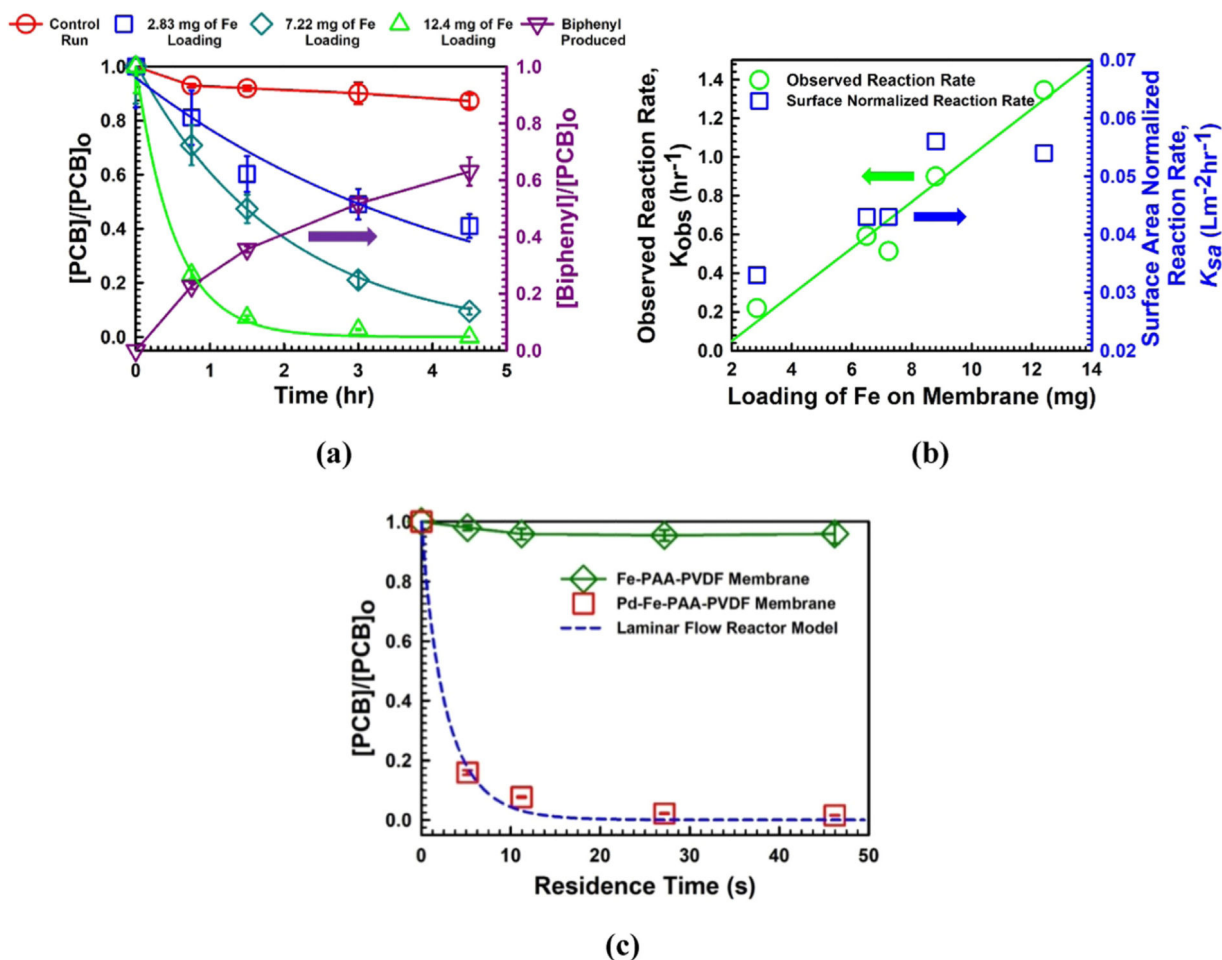 Control Run
2.83 mg of Fe Loading
7.22 mg of Fe Loading
12.4 mg of Fe Loading
Biphenyl Produced
[PCB]/[PCB]o
1.0
0.8
0.6
0.4
0.2
0.0
0 1 2 3 4 5
Time (hr)
1.0
0.8
0.6
0.4
0.2
0.0
[Biphenyl]/[PCB]o
(a)
Observed Reaction Rate,
Kobs (hr-1)
1.4
1.2
1.0
0.8
0.6
0.4
0.2
0.0
Observed Reaction Rate
Surface Normalized Reaction Rate
2 4 6 8 10 12 14
Loading of Fe on Membrane (mg)
0.07
0.06
0.05
0.04
0.03
0.02
Surface Area Normalized
Reaction Rate,
Ksa (Lm-2hr-1)
(b)
[PCB]/[PCB]o
1.0
0.8
0.6
0.4
0.2
0.0
Fe-PAA-PVDF Membrane
Pd-Fe-PAA-PVDF Membrane
Laminar Flow Reactor Model
0 10 20 30 40 50
Residence Time (s)
(c)